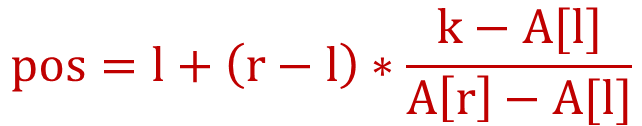 pos = l + (r − l) ∗ (k − A[l]) / (A[r] − A[l])